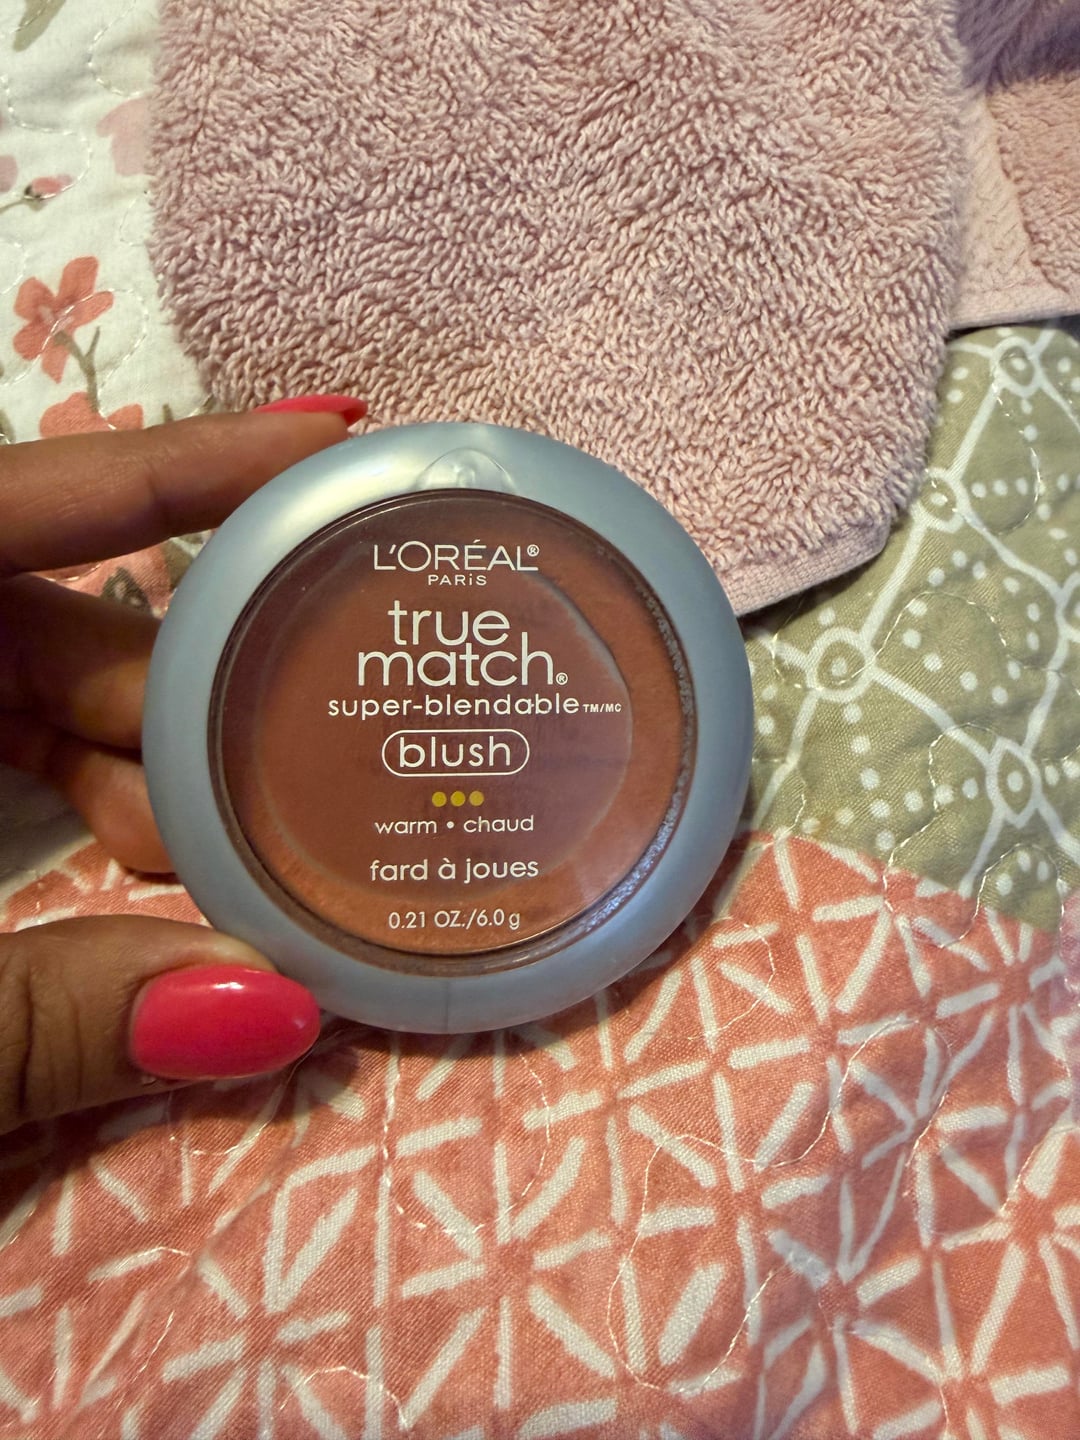 L'ORÉAL®
PARiS
true
match®
super-blendable™/MC
blush
warm • chaud
fard à joues
0.21 OZ./6.0 g